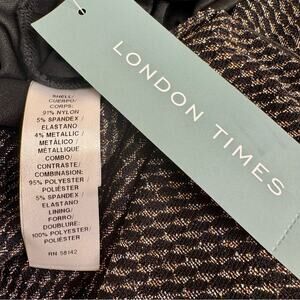 SHELL/
CUERPO/
CORPS:
91% NYLON
5% SPANDEX /
ELASTANO
4% METALLIC /
METÁLICO /
MÉTALLIQUE
COMBO/
CONTRASTE/
COMBINATION:
95% POLYESTER /
POLIÉSTER
5% SPANDEX /
ELASTANO
LINING/
FORRO/
DOUBLURE:
100% POLYESTER/
POLIÉSTER
RN 58142
LONDON TIMES